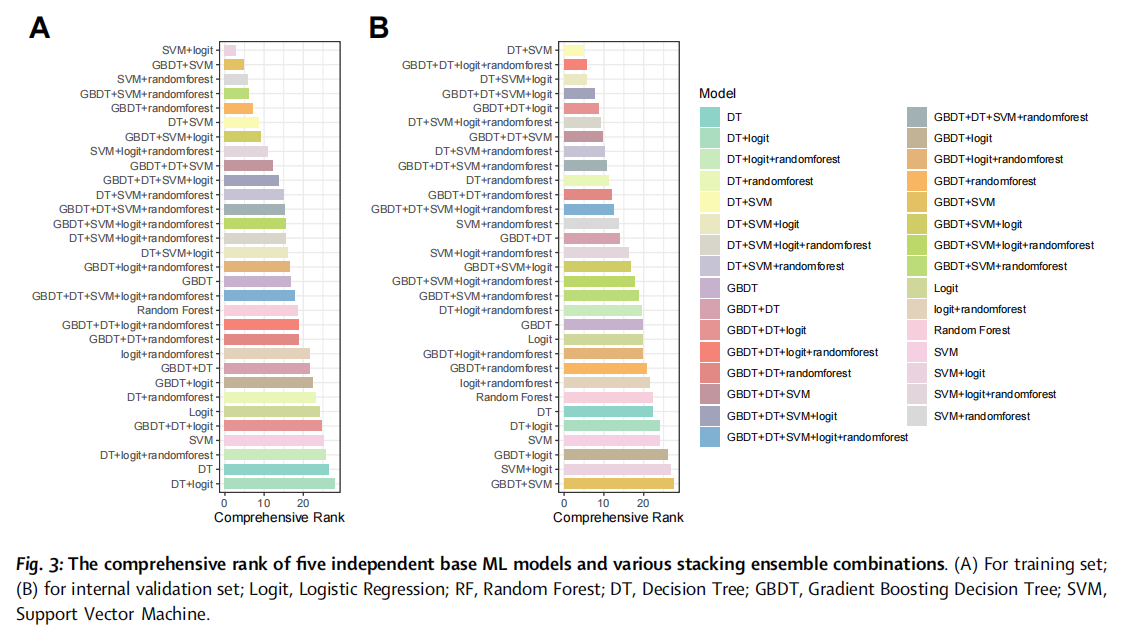 A
SVM+logit
GBDT+SVM
SVM+randomforest
GBDT+SVM+randomforest
GBDT+randomforest
DT+SVM
GBDT+SVM+logit
SVM+logit+randomforest
GBDT+DT+SVM
GBDT+DT+SVM+logit
DT+SVM+randomforest
GBDT+DT+SVM+randomforest
GBDT+SVM+logit+randomforest
DT+SVM+logit+randomforest
DT+SVM+logit
GBDT+logit+randomforest
GBDT
GBDT+DT+SVM+logit+randomforest
Random Forest
GBDT+DT+logit+randomforest
GBDT+DT+randomforest
logit+randomforest
GBDT+DT
GBDT+logit
DT+randomforest
Logit
GBDT+DT+logit
SVM
DT+logit+randomforest
DT
DT+logit
0 10 20
Comprehensive Rank
B
DT+SVM
GBDT+DT+logit+randomforest
DT+SVM+logit
GBDT+DT+SVM+logit
GBDT+DT+logit
DT+SVM+logit+randomforest
GBDT+DT+SVM
DT+SVM+randomforest
GBDT+DT+SVM+randomforest
DT+randomforest
GBDT+DT+randomforest
GBDT+DT+SVM+logit+randomforest
SVM+randomforest
GBDT+DT
SVM+logit+randomforest
GBDT+SVM+logit
GBDT+SVM+logit+randomforest
GBDT+SVM+randomforest
DT+logit+randomforest
GBDT
Logit
GBDT+logit+randomforest
GBDT+randomforest
logit+randomforest
Random Forest
DT
DT+logit
SVM
GBDT+logit
SVM+logit
GBDT+SVM
0 10 20
Comprehensive Rank
Model
DT
DT+logit
DT+logit+randomforest
DT+randomforest
DT+SVM
DT+SVM+logit
DT+SVM+logit+randomforest
DT+SVM+randomforest
GBDT
GBDT+DT
GBDT+DT+logit
GBDT+DT+logit+randomforest
GBDT+DT+randomforest
GBDT+DT+SVM
GBDT+DT+SVM+logit
GBDT+DT+SVM+logit+randomforest
GBDT+DT+SVM+randomforest
GBDT+logit
GBDT+logit+randomforest
GBDT+randomforest
GBDT+SVM
GBDT+SVM+logit
GBDT+SVM+logit+randomforest
GBDT+SVM+randomforest
Logit
logit+randomforest
Random Forest
SVM
SVM+logit
SVM+logit+randomforest
SVM+randomforest
Fig. 3: The comprehensive rank of five independent base ML models and various stacking ensemble combinations. (A) For training set;
(B) for internal validation set; Logit, Logistic Regression; RF, Random Forest; DT, Decision Tree; GBDT, Gradient Boosting Decision Tree; SVM,
Support Vector Machine.